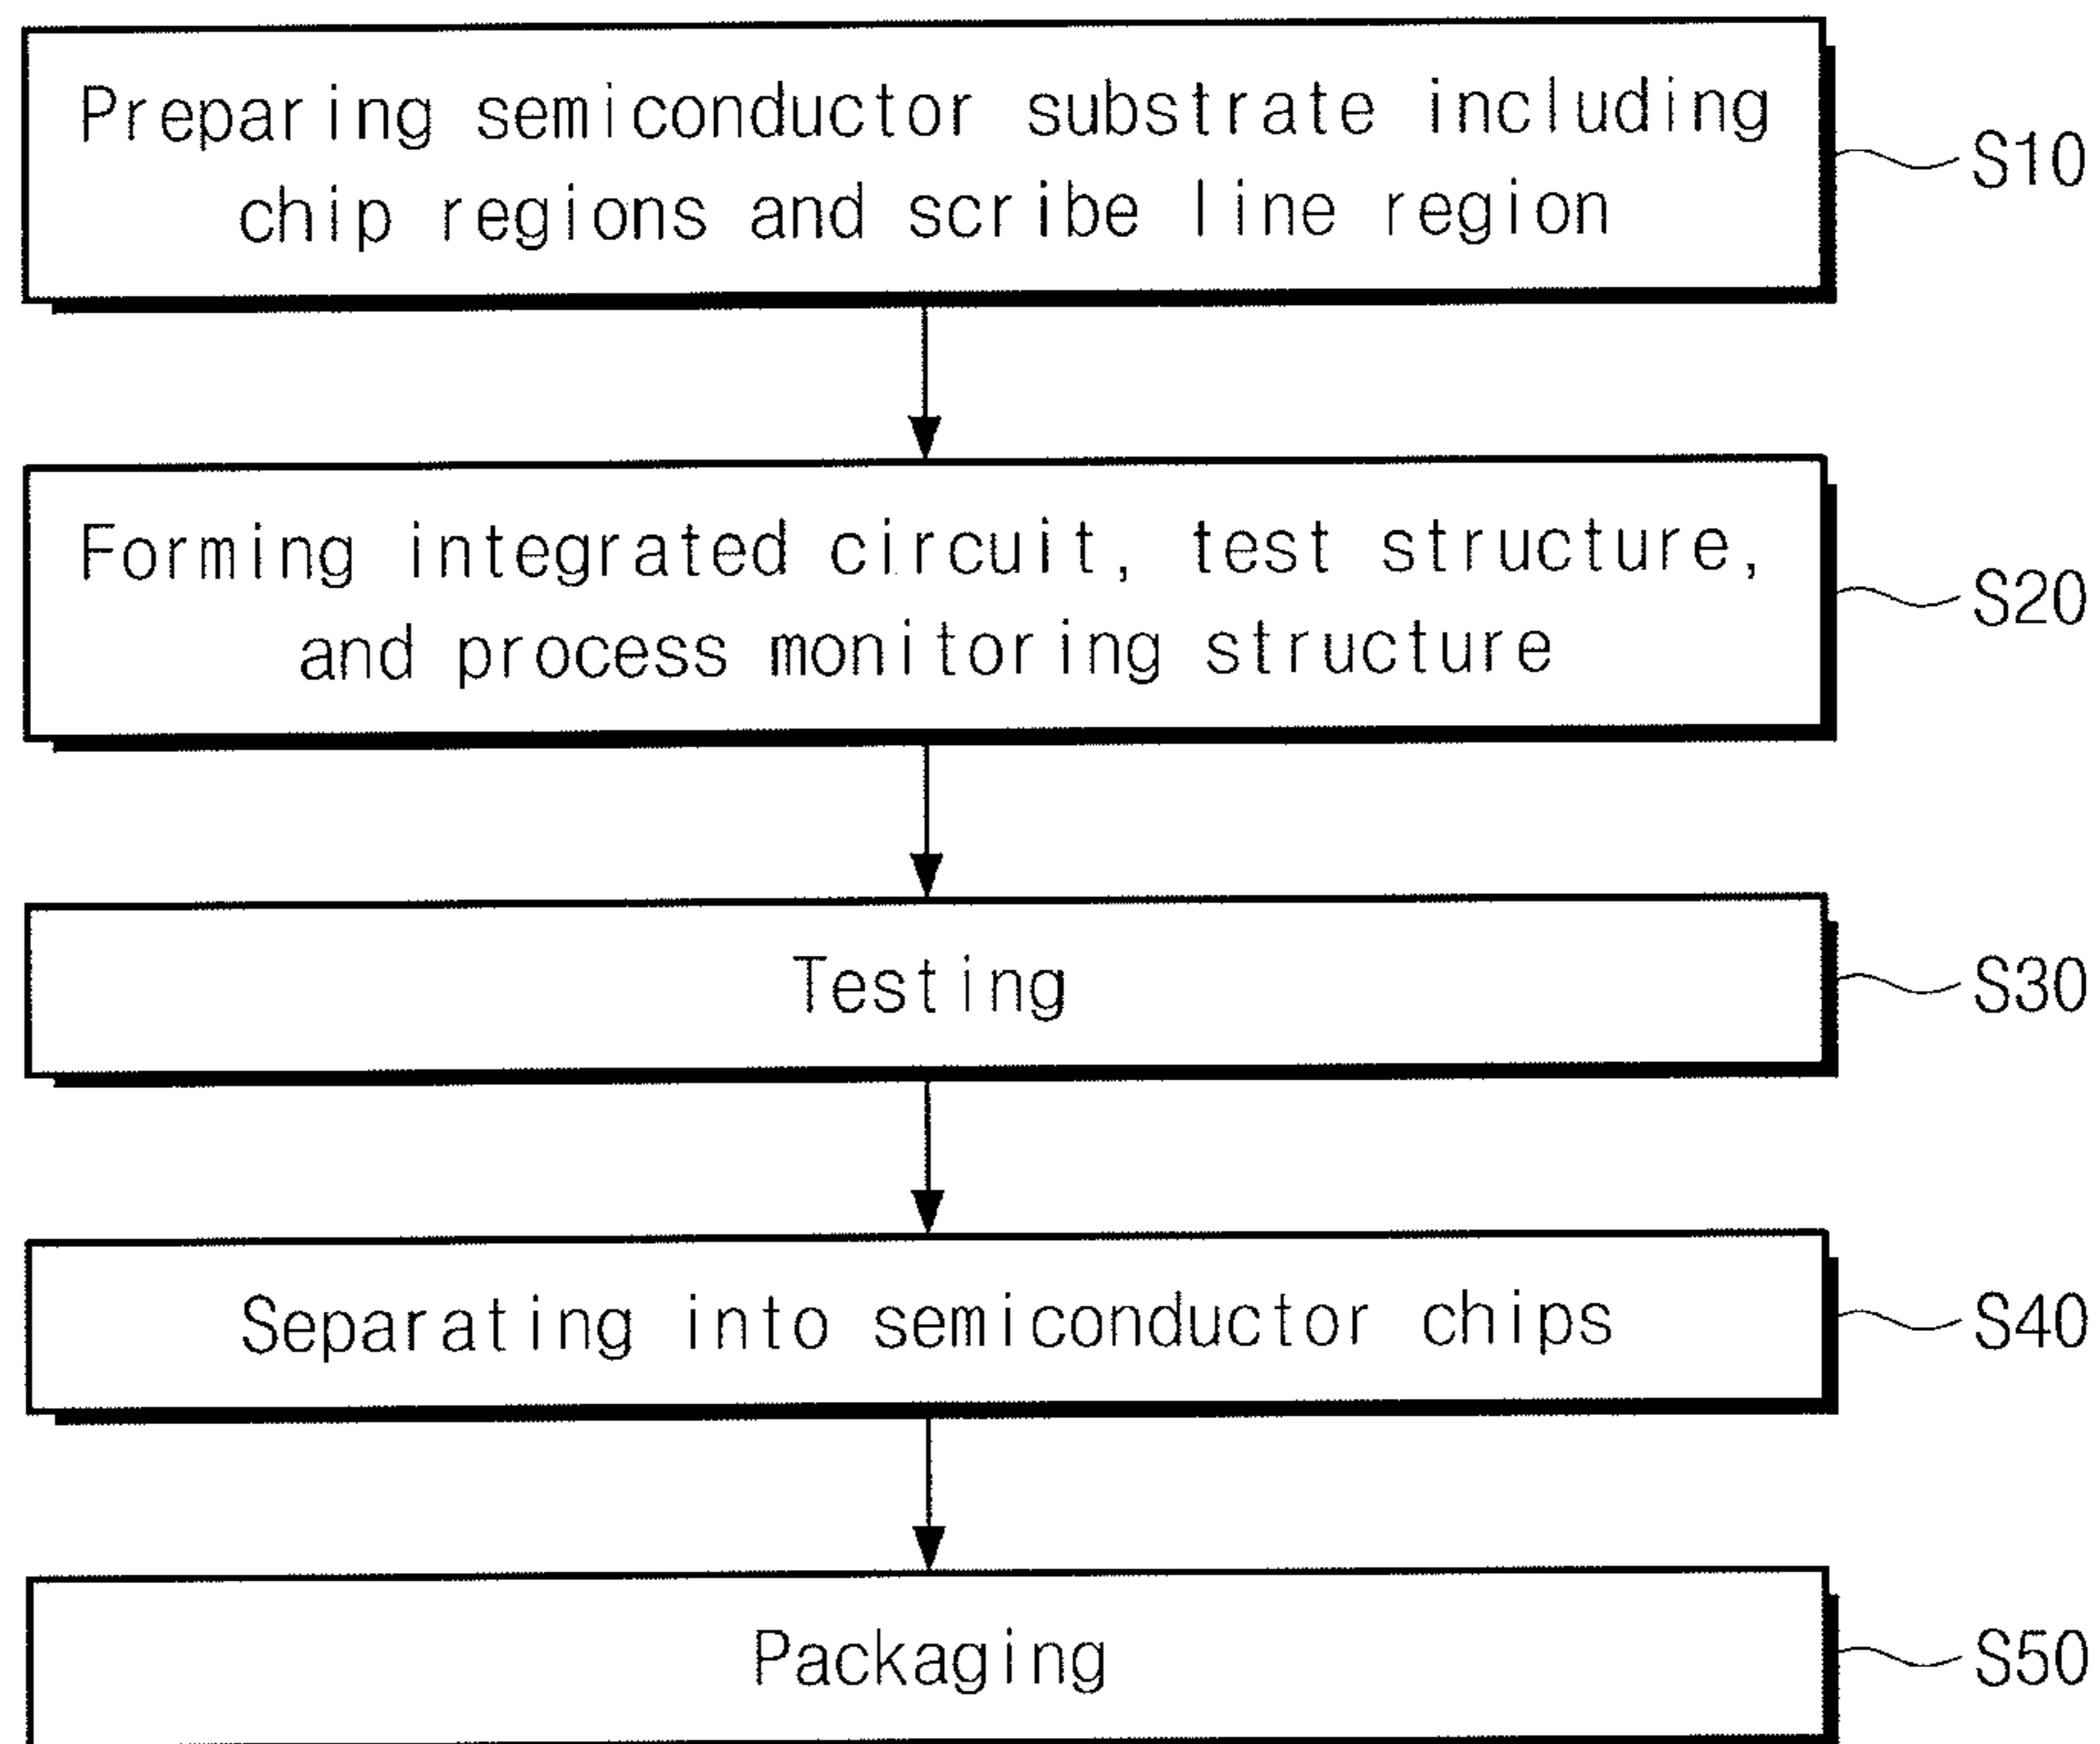 Preparing semiconductor substrate including
chip regions and scribe line region
S10
Forming integrated circuit, test structure,
and process monitoring structure
S20
Testing
S30
Separating into semiconductor chips
S40
Packaging
S50